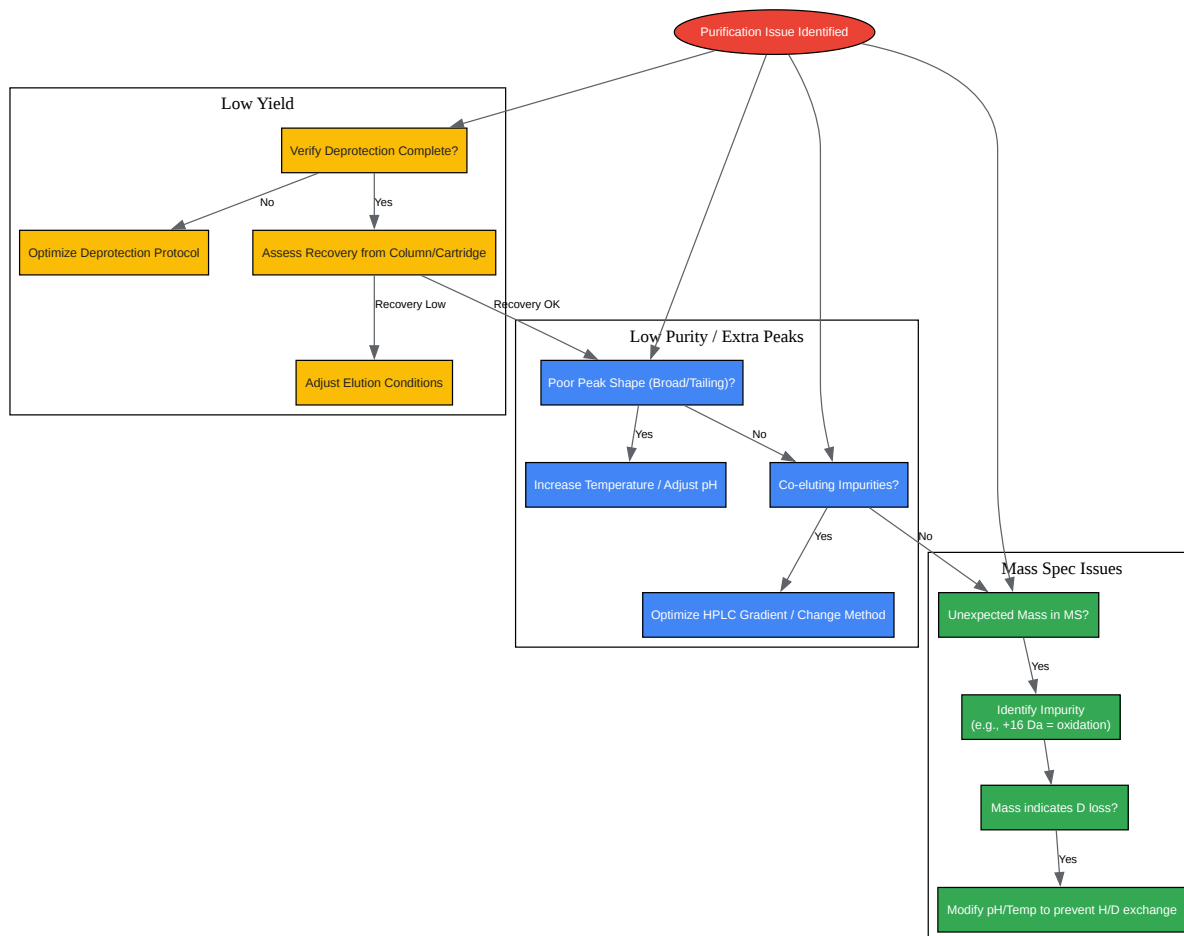 Purification Issue Identified
Low Yield
Verify Deprotection Complete?
No
Yes
Optimize Deprotection Protocol
Assess Recovery from Column/Cartridge
Recovery Low
Recovery OK
Adjust Elution Conditions
Low Purity / Extra Peaks
Poor Peak Shape (Broad/Tailing)?
Yes
No
Increase Temperature / Adjust pH
Co-eluting Impurities?
Yes
No
Optimize HPLC Gradient / Change Method
Mass Spec Issues
Unexpected Mass in MS?
Yes
Identify Impurity
(e.g., +16 Da = oxidation)
Mass indicates D loss?
Yes
Modify pH/Temp to prevent H/D exchange